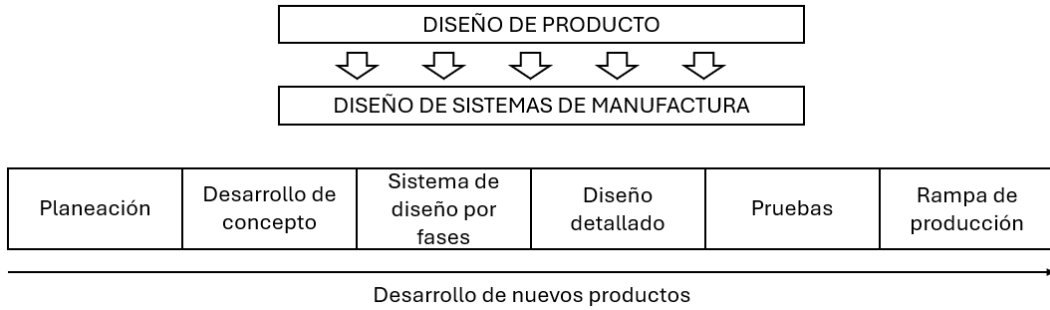 DISEÑO DE PRODUCTO
DISEÑO DE SISTEMAS DE MANUFACTURA
Planeación
Desarrollo de
concepto
Sistema de
diseño por
fases
Diseño
detallado
Pruebas
Rampa de
producción
Desarrollo de nuevos productos